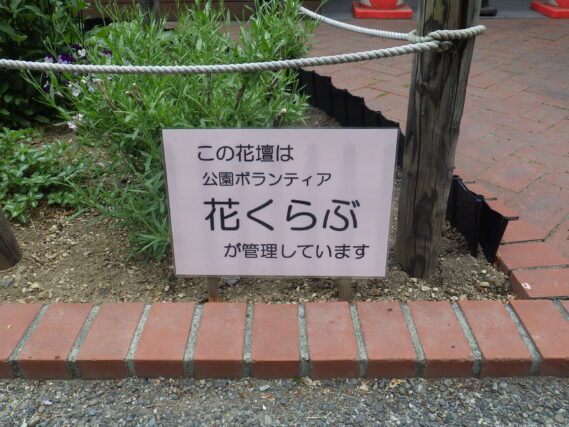 この花壇は
公園ボランティア
花くらぶ
が管理しています